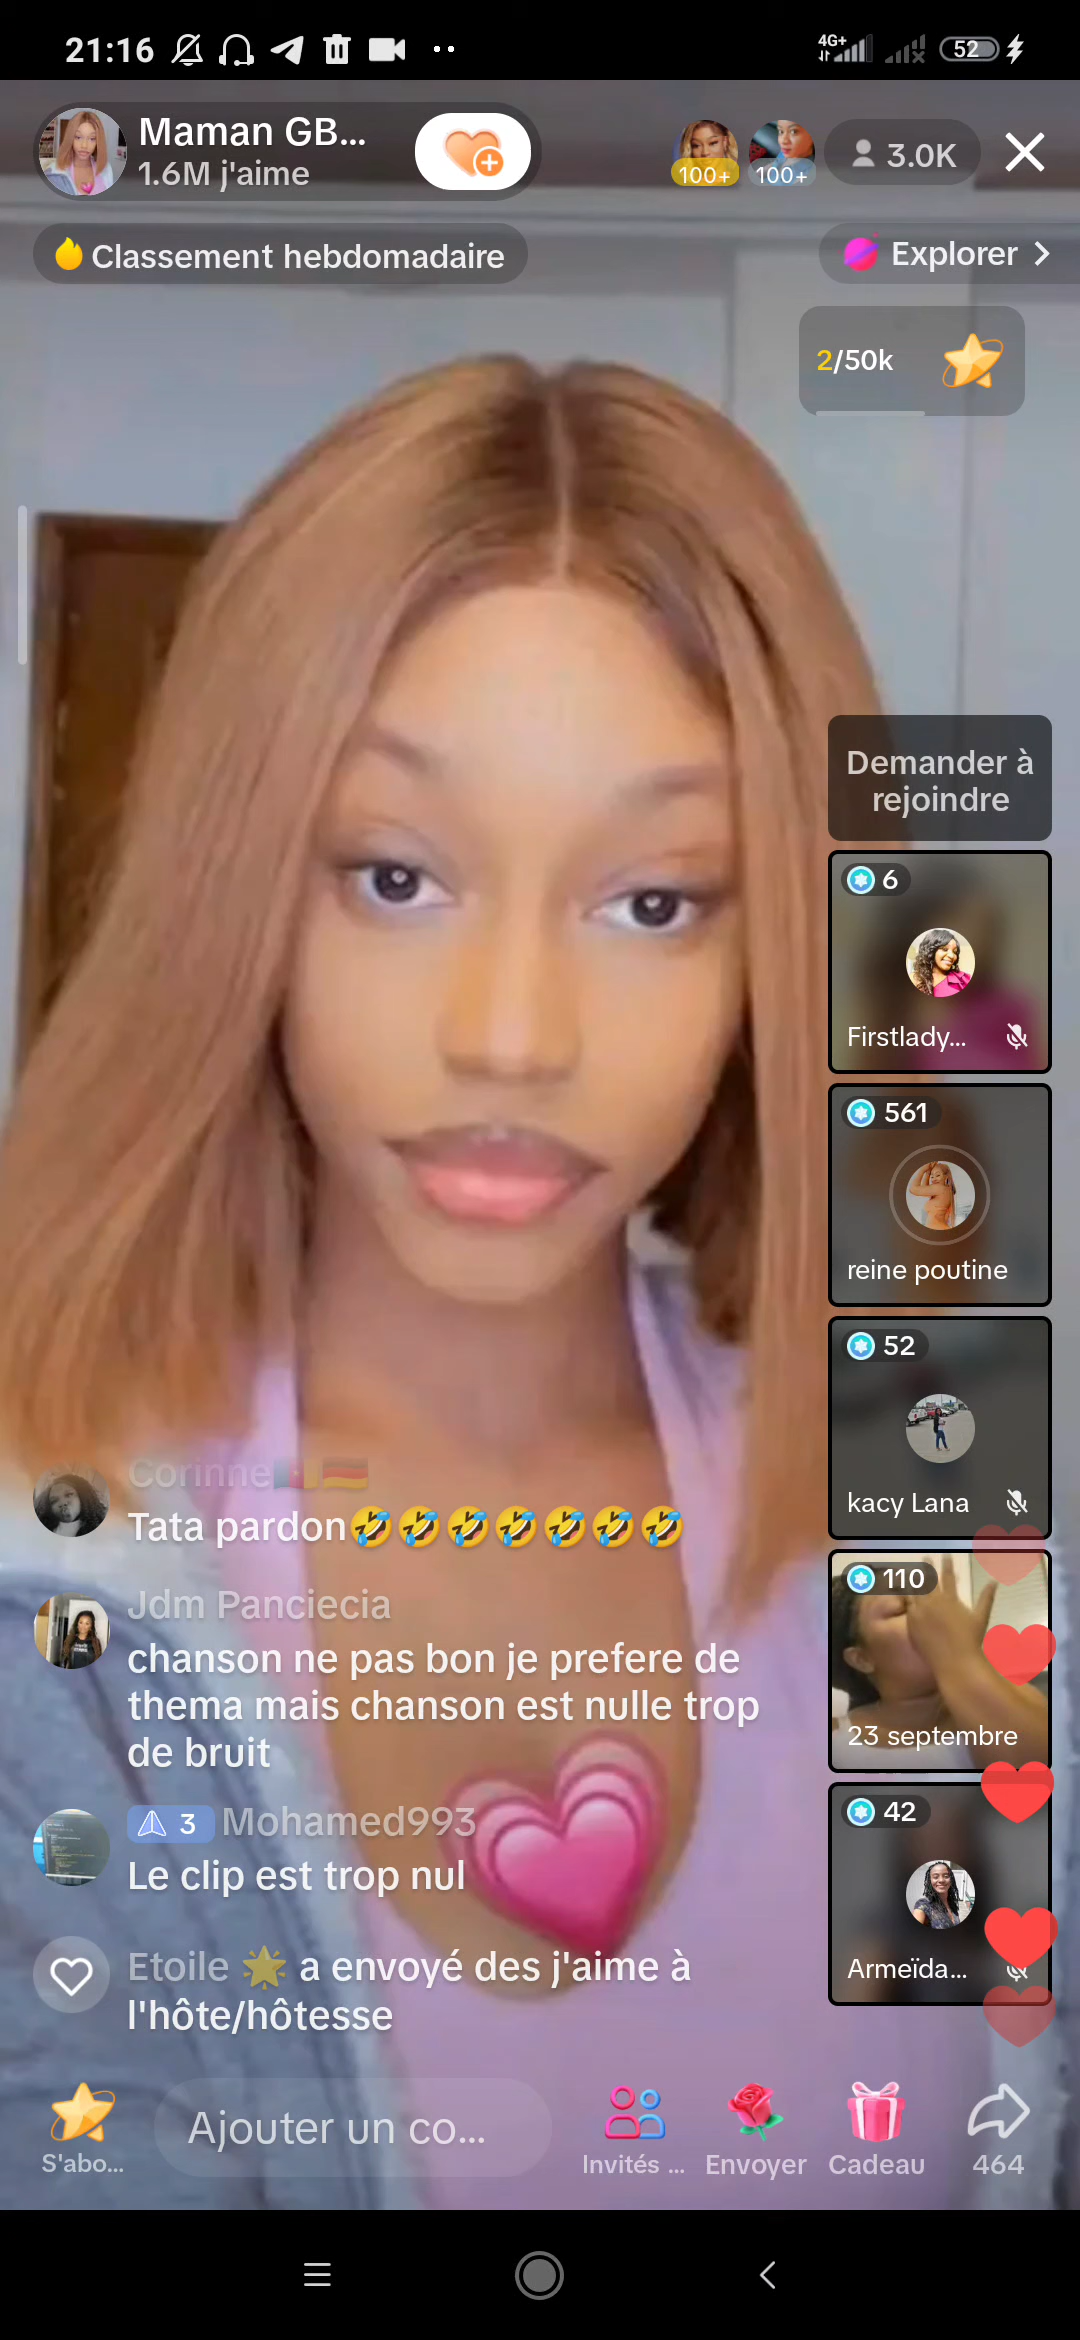 21:16
4G+
52
Maman GB...
1.6M j'aime
100+
100+
3.0K
Classement hebdomadaire
Explorer
2/50k
Demander à
rejoindre
6
Firstlady...
561
reine poutine
52
kacy Lana
110
23 septembre
42
Armeïda...
Corinne🇨🇲🇩🇪
Tata pardon🤣🤣🤣🤣🤣🤣🤣
Jdm Panciecia
chanson ne pas bon je prefere de
thema mais chanson est nulle trop
de bruit
3 Mohamed993
Le clip est trop nul
Etoile 🌟 a envoyé des j'aime à
l'hôte/hôtesse
S'abo...
Ajouter un co...
Invités ...
Envoyer
Cadeau
464